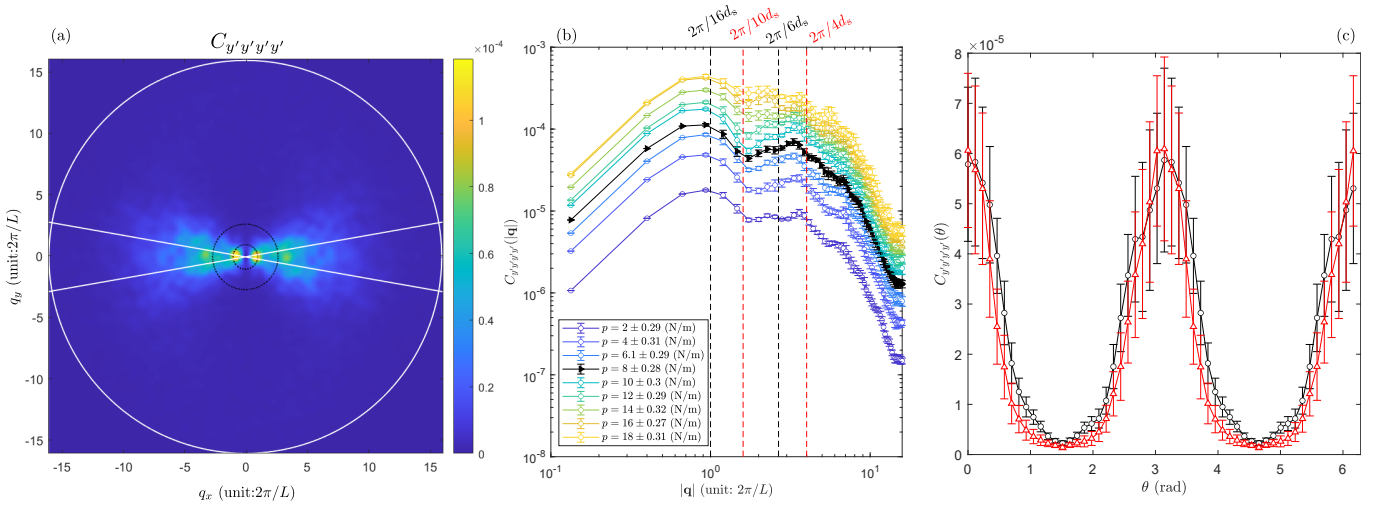 (a)
C_{y'y'y'y'}
×10^{-4}
15
10
5
0
-5
-10
-15
q_y (unit:2π/L)
-15
-10
-5
0
5
10
15
q_x (unit:2π/L)
1
0.8
0.6
0.4
0.2
0
(b)
2π/16d_s
2π/10d_s
2π/6d_s
2π/4d_s
10^{-3}
10^{-4}
10^{-5}
10^{-6}
10^{-7}
10^{-8}
C_{y'y'y'y'}(|q|)
p = 2 ± 0.29 (N/m)
p = 4 ± 0.31 (N/m)
p = 6.1 ± 0.29 (N/m)
p = 8 ± 0.28 (N/m)
p = 10 ± 0.3 (N/m)
p = 12 ± 0.29 (N/m)
p = 14 ± 0.32 (N/m)
p = 16 ± 0.27 (N/m)
p = 18 ± 0.31 (N/m)
10^{-1}
10^{0}
10^{1}
|q| (unit: 2π/L)
(c)
×10^{-5}
8
7
6
5
4
3
2
1
0
C_{y'y'y'y'}(θ)
0
1
2
3
4
5
6
θ (rad)